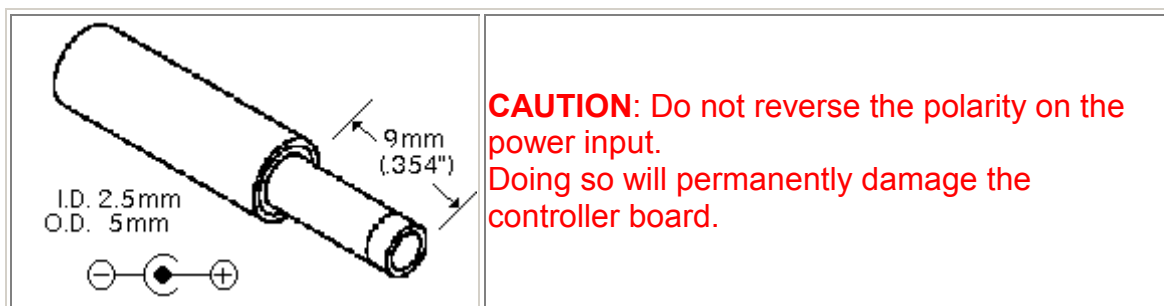 9mm
(.354")
I.D. 2.5mm
O.D. 5mm
CAUTION: Do not reverse the polarity on the
power input.
Doing so will permanently damage the
controller board.